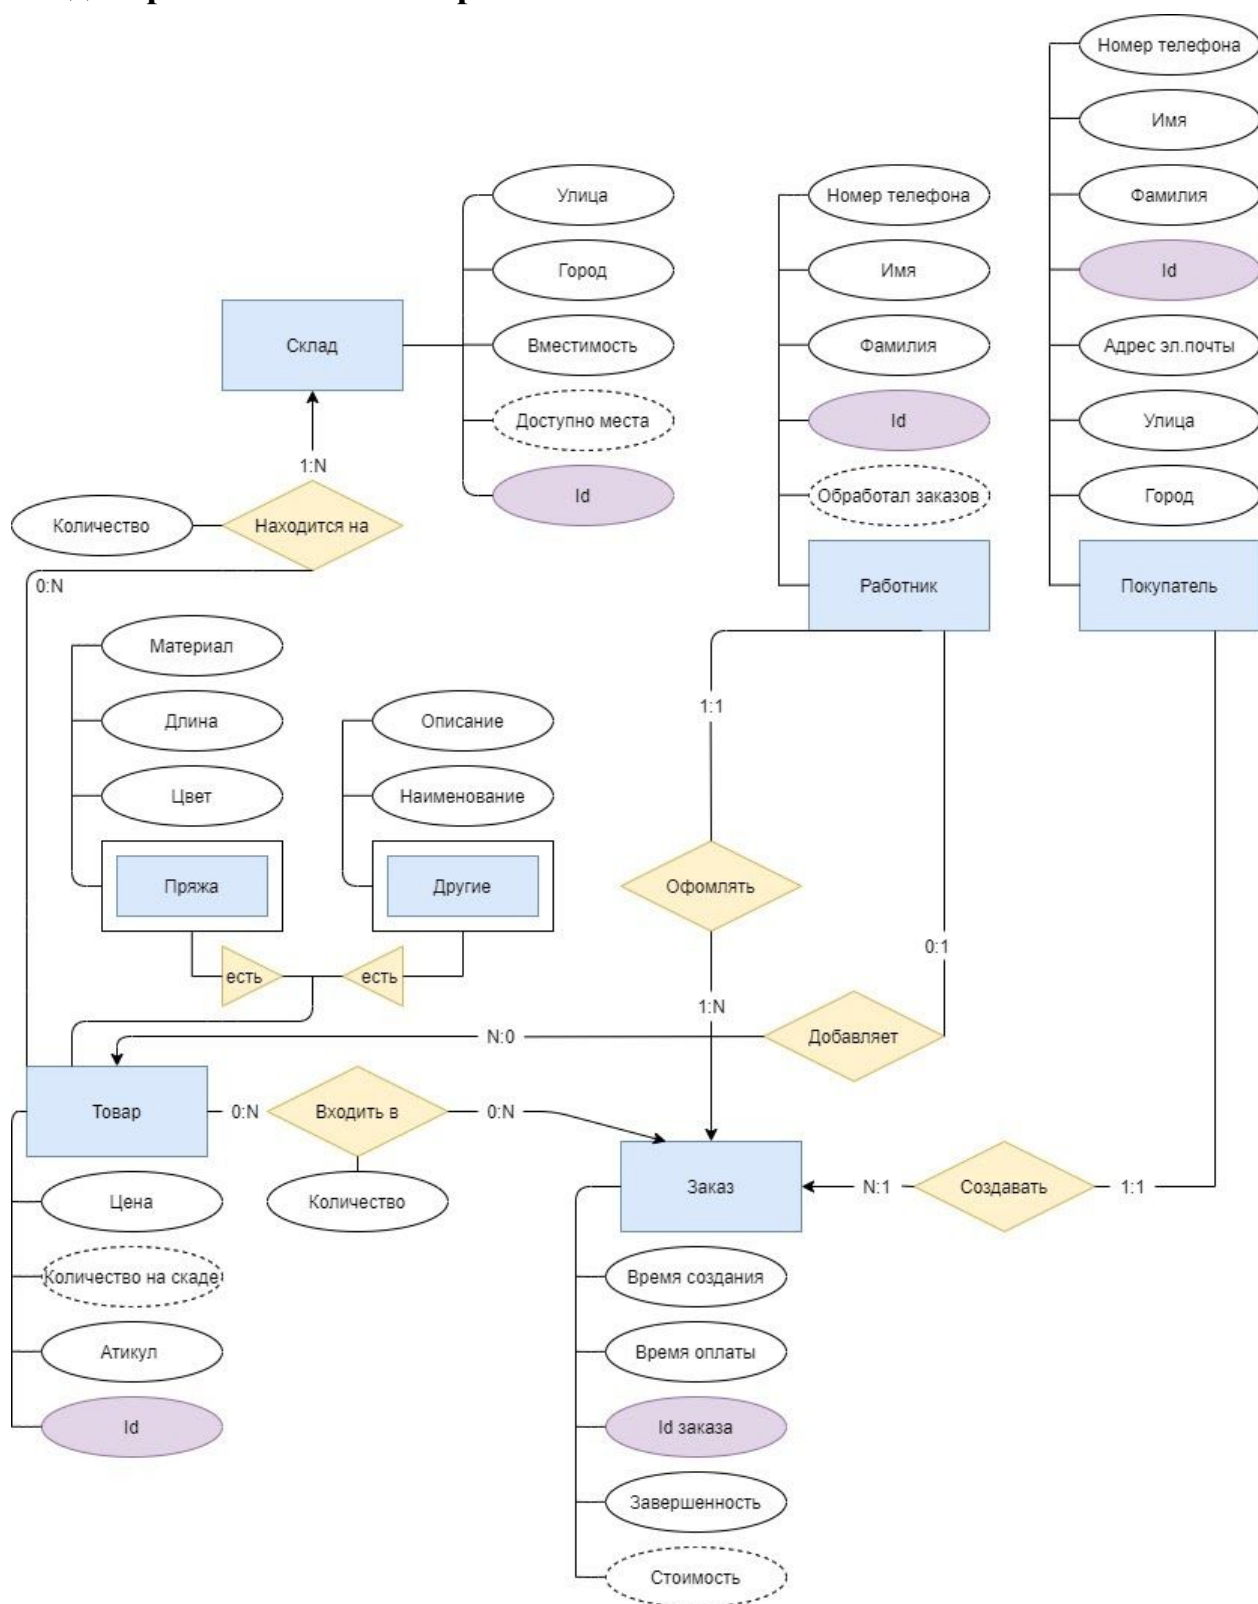 Номер телефона
Имя
Фамилия
Id
Адрес эл.почты
Улица
Город
Покупатель
Номер телефона
Имя
Фамилия
Id
Обработал заказов
Работник
Улица
Город
Вместимость
Доступно места
Id
Склад
1:N
Количество
Находится на
0:N
Материал
Длина
Цвет
Пряжа
Описание
Наименование
Другие
есть
есть
1:1
Офомлять
1:N
0:1
Добавляет
N:0
Товар
0:N
Входить в
0:N
Количество
Цена
Количество на скаде
Атикул
Id
Заказ
N:1
Создавать
1:1
Время создания
Время оплаты
Id заказа
Завершенность
Стоимость